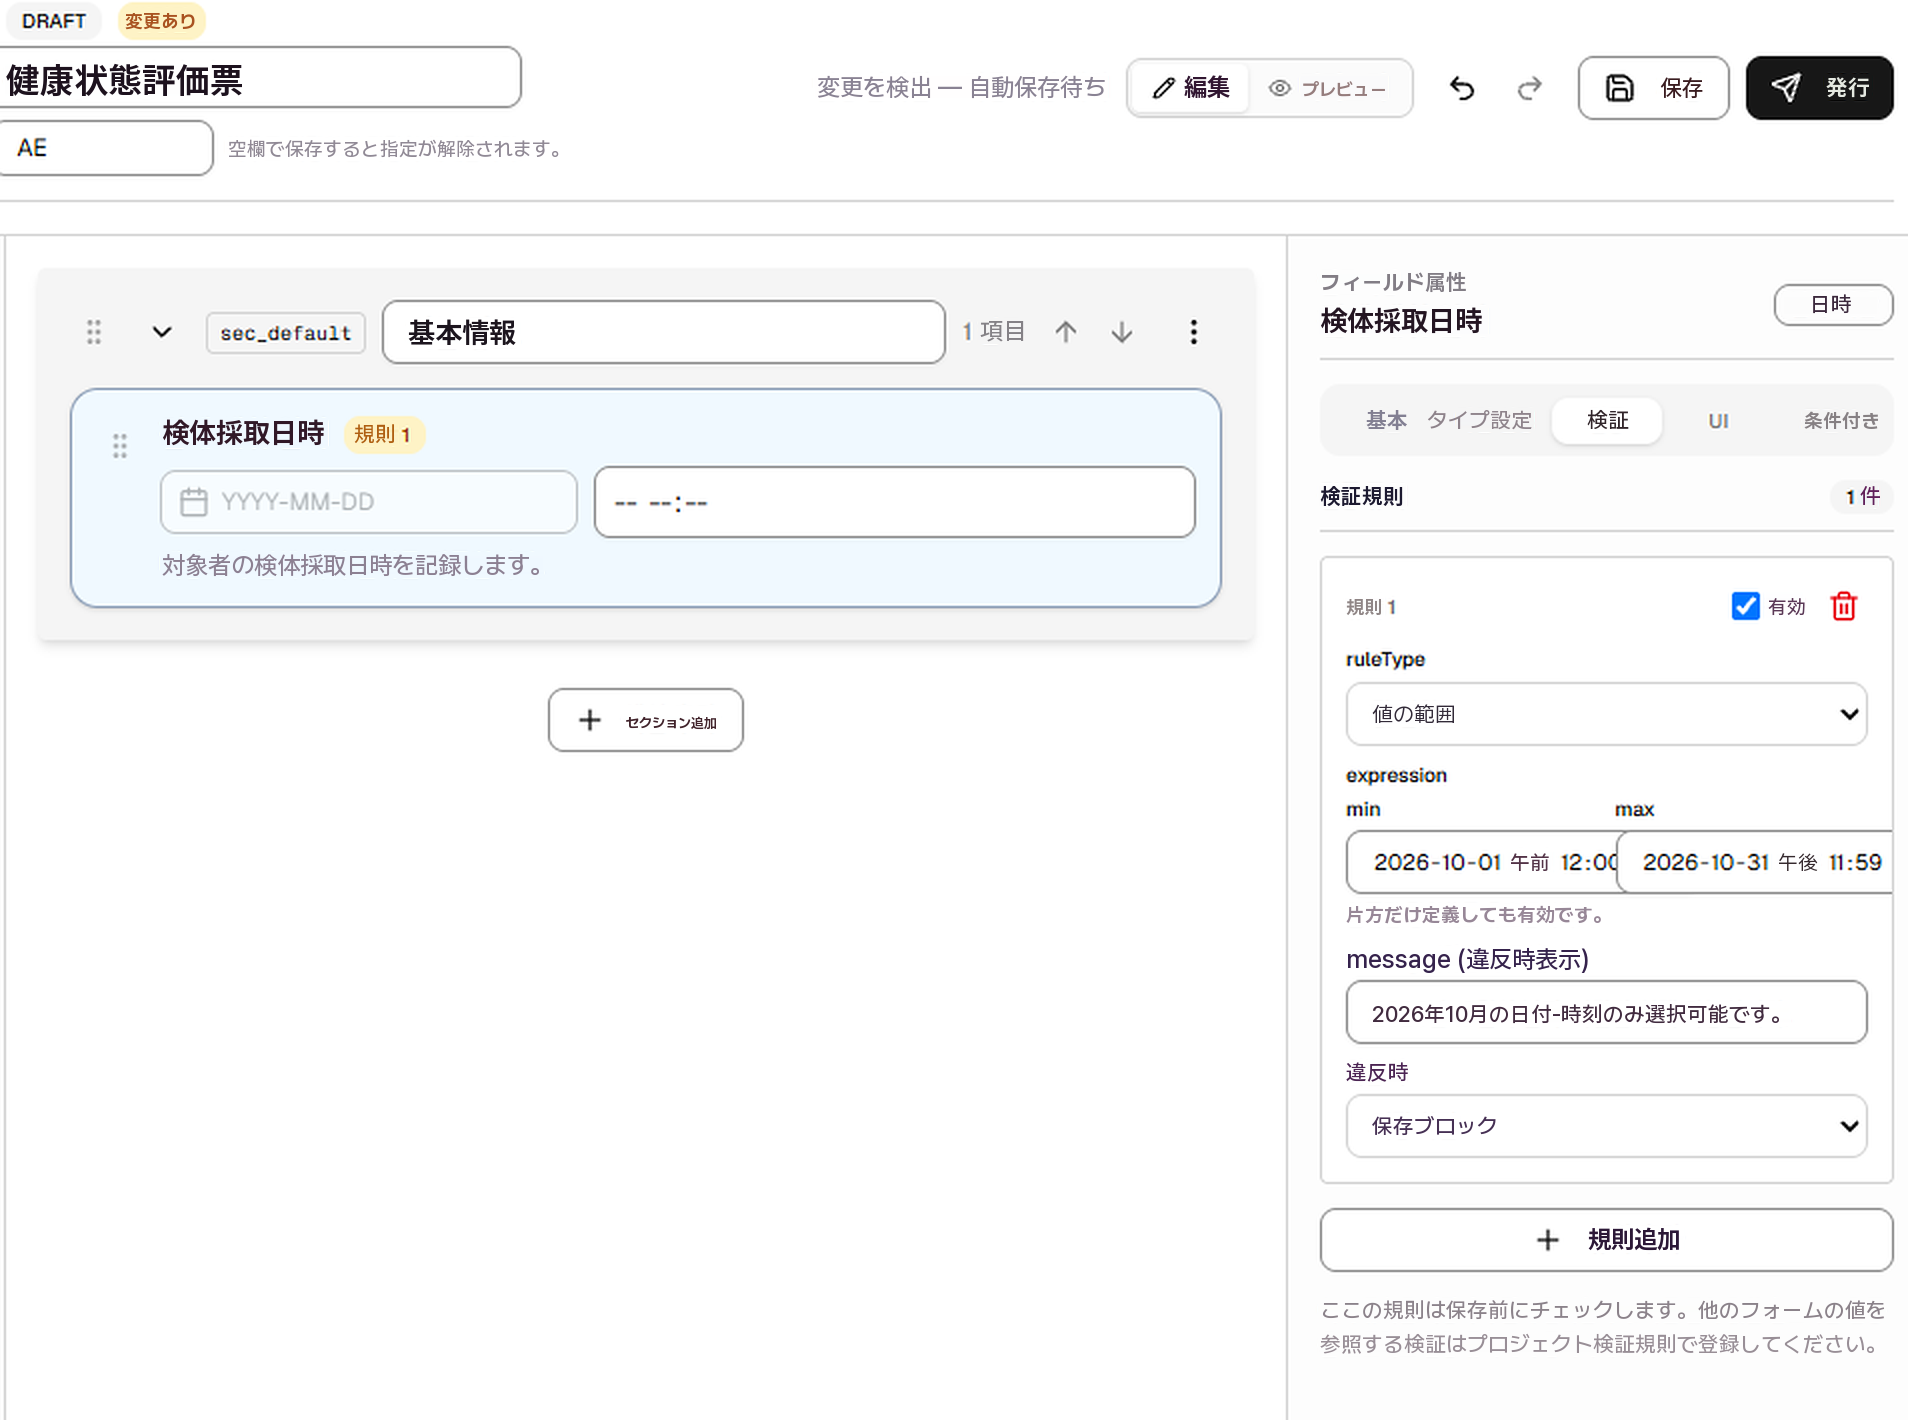 DRAFT 変更あり
健康状態評価票
変更を検出 — 自動保存待ち 編集 プレビュー 保存 発行
AE 空欄で保存すると指定が解除されます。
sec_default 基本情報 1 項目
検体採取日時 規則 1
YYYY-MM-DD -- --:--
対象者の検体採取日時を記録します。
セクション追加
フィールド属性
検体採取日時 日時
基本 タイプ設定 検証 UI 条件付き
検証規則 1 件
規則 1 有効
ruleType
値の範囲
expression
min max
2026-10-01 午前 12:00 2026-10-31 午後 11:59
片方だけ定義しても有効です。
message (違反時表示)
2026年10月の日付-時刻のみ選択可能です。
違反時
保存ブロック
規則追加
ここの規則は保存前にチェックします。他のフォームの値を
参照する検証はプロジェクト検証規則で登録してください。